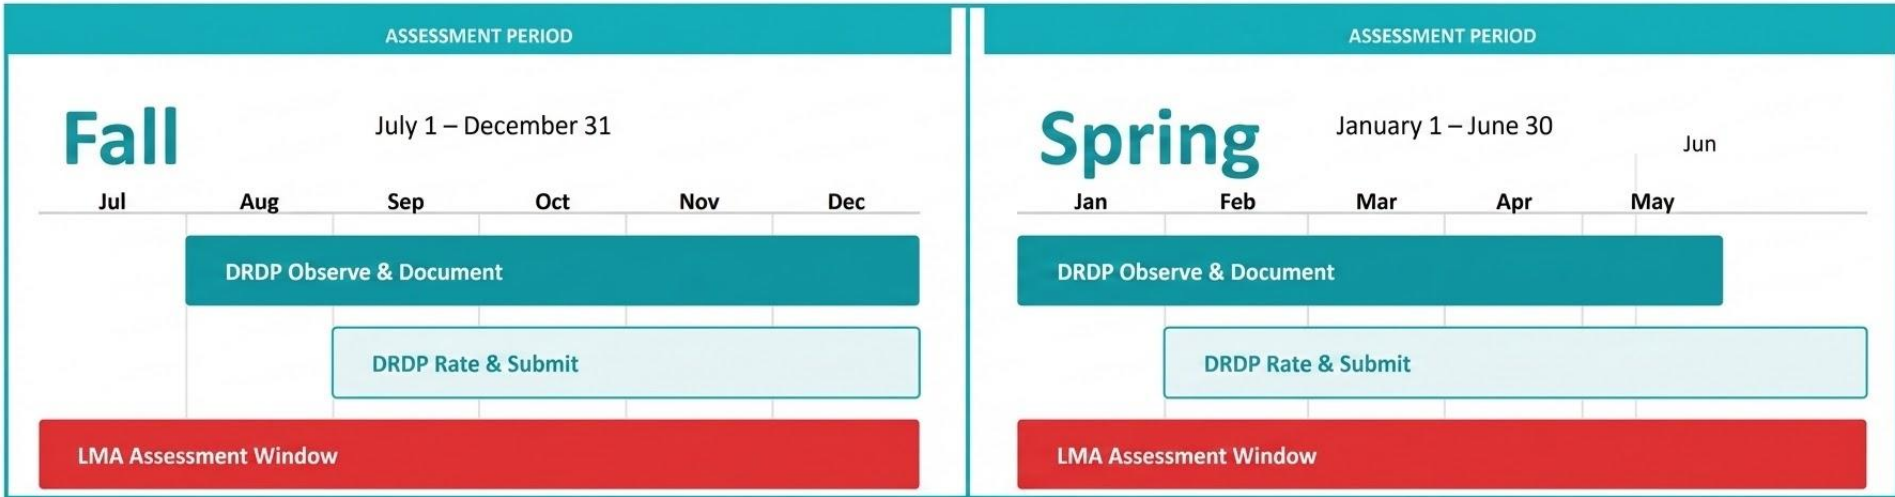 ASSESSMENT PERIOD
Fall
July 1 – December 31
Jul Aug Sep Oct Nov Dec
DRDP Observe & Document
DRDP Rate & Submit
LMA Assessment Window
ASSESSMENT PERIOD
Spring
January 1 – June 30
Jun
Jan Feb Mar Apr May
DRDP Observe & Document
DRDP Rate & Submit
LMA Assessment Window